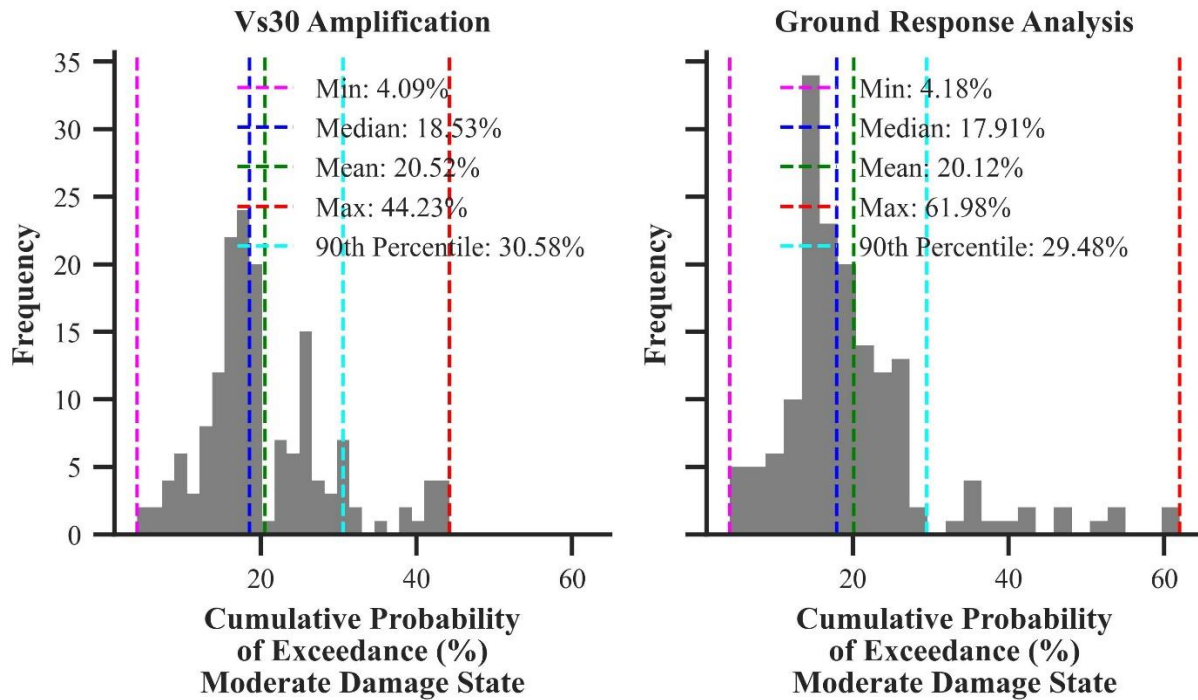 Vs30 Amplification
Frequency
35
30
25
20
15
10
5
0
Min: 4.09%
Median: 18.53%
Mean: 20.52%
Max: 44.23%
90th Percentile: 30.58%
20
40
60
Cumulative Probability
of Exceedance (%)
Moderate Damage State
Ground Response Analysis
Frequency
Min: 4.18%
Median: 17.91%
Mean: 20.12%
Max: 61.98%
90th Percentile: 29.48%
20
40
60
Cumulative Probability
of Exceedance (%)
Moderate Damage State